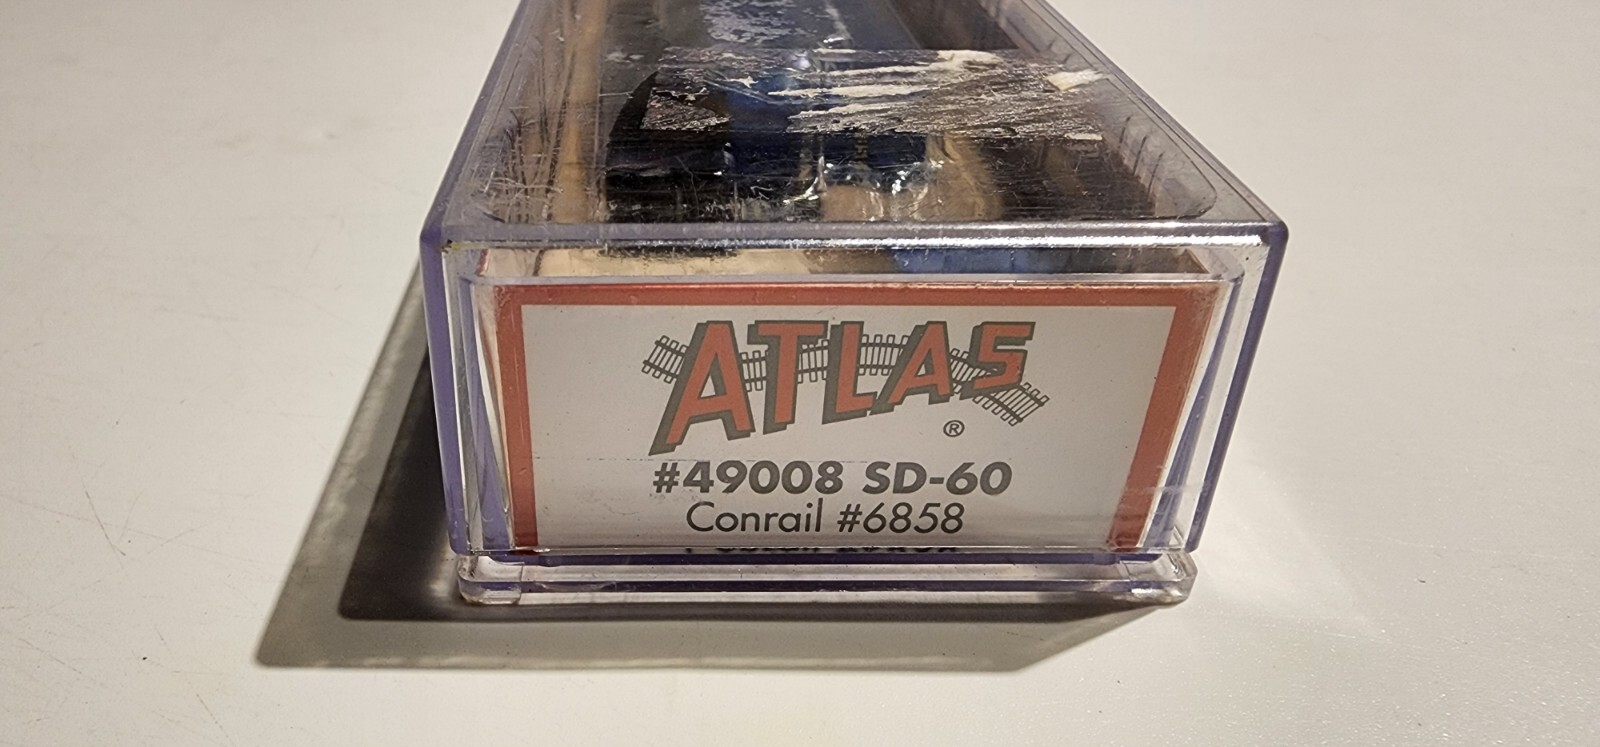 ATLAS
®
#49008 SD-60
Conrail #6858